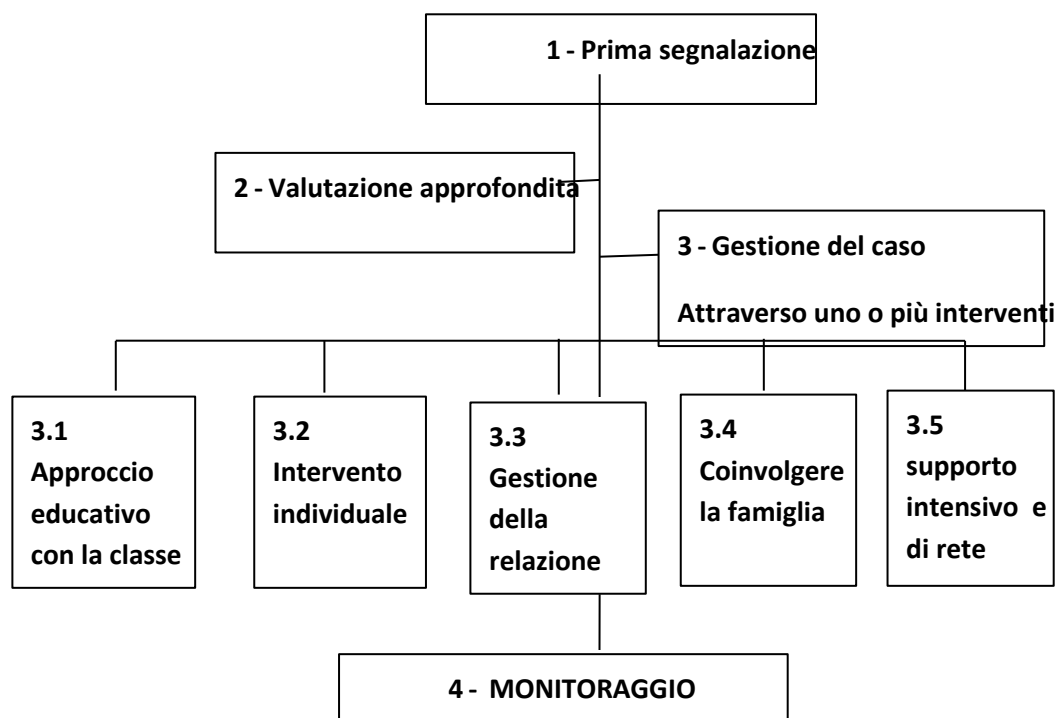 1 - Prima segnalazione
2 - Valutazione approfondita
3 - Gestione del caso
Attraverso uno o più interventi
3.1
Approccio
educativo
con la classe
3.2
Intervento
individuale
3.3
Gestione
della
relazione
3.4
Coinvolgere
la famiglia
3.5
supporto
intensivo e
di rete
4 - MONITORAGGIO